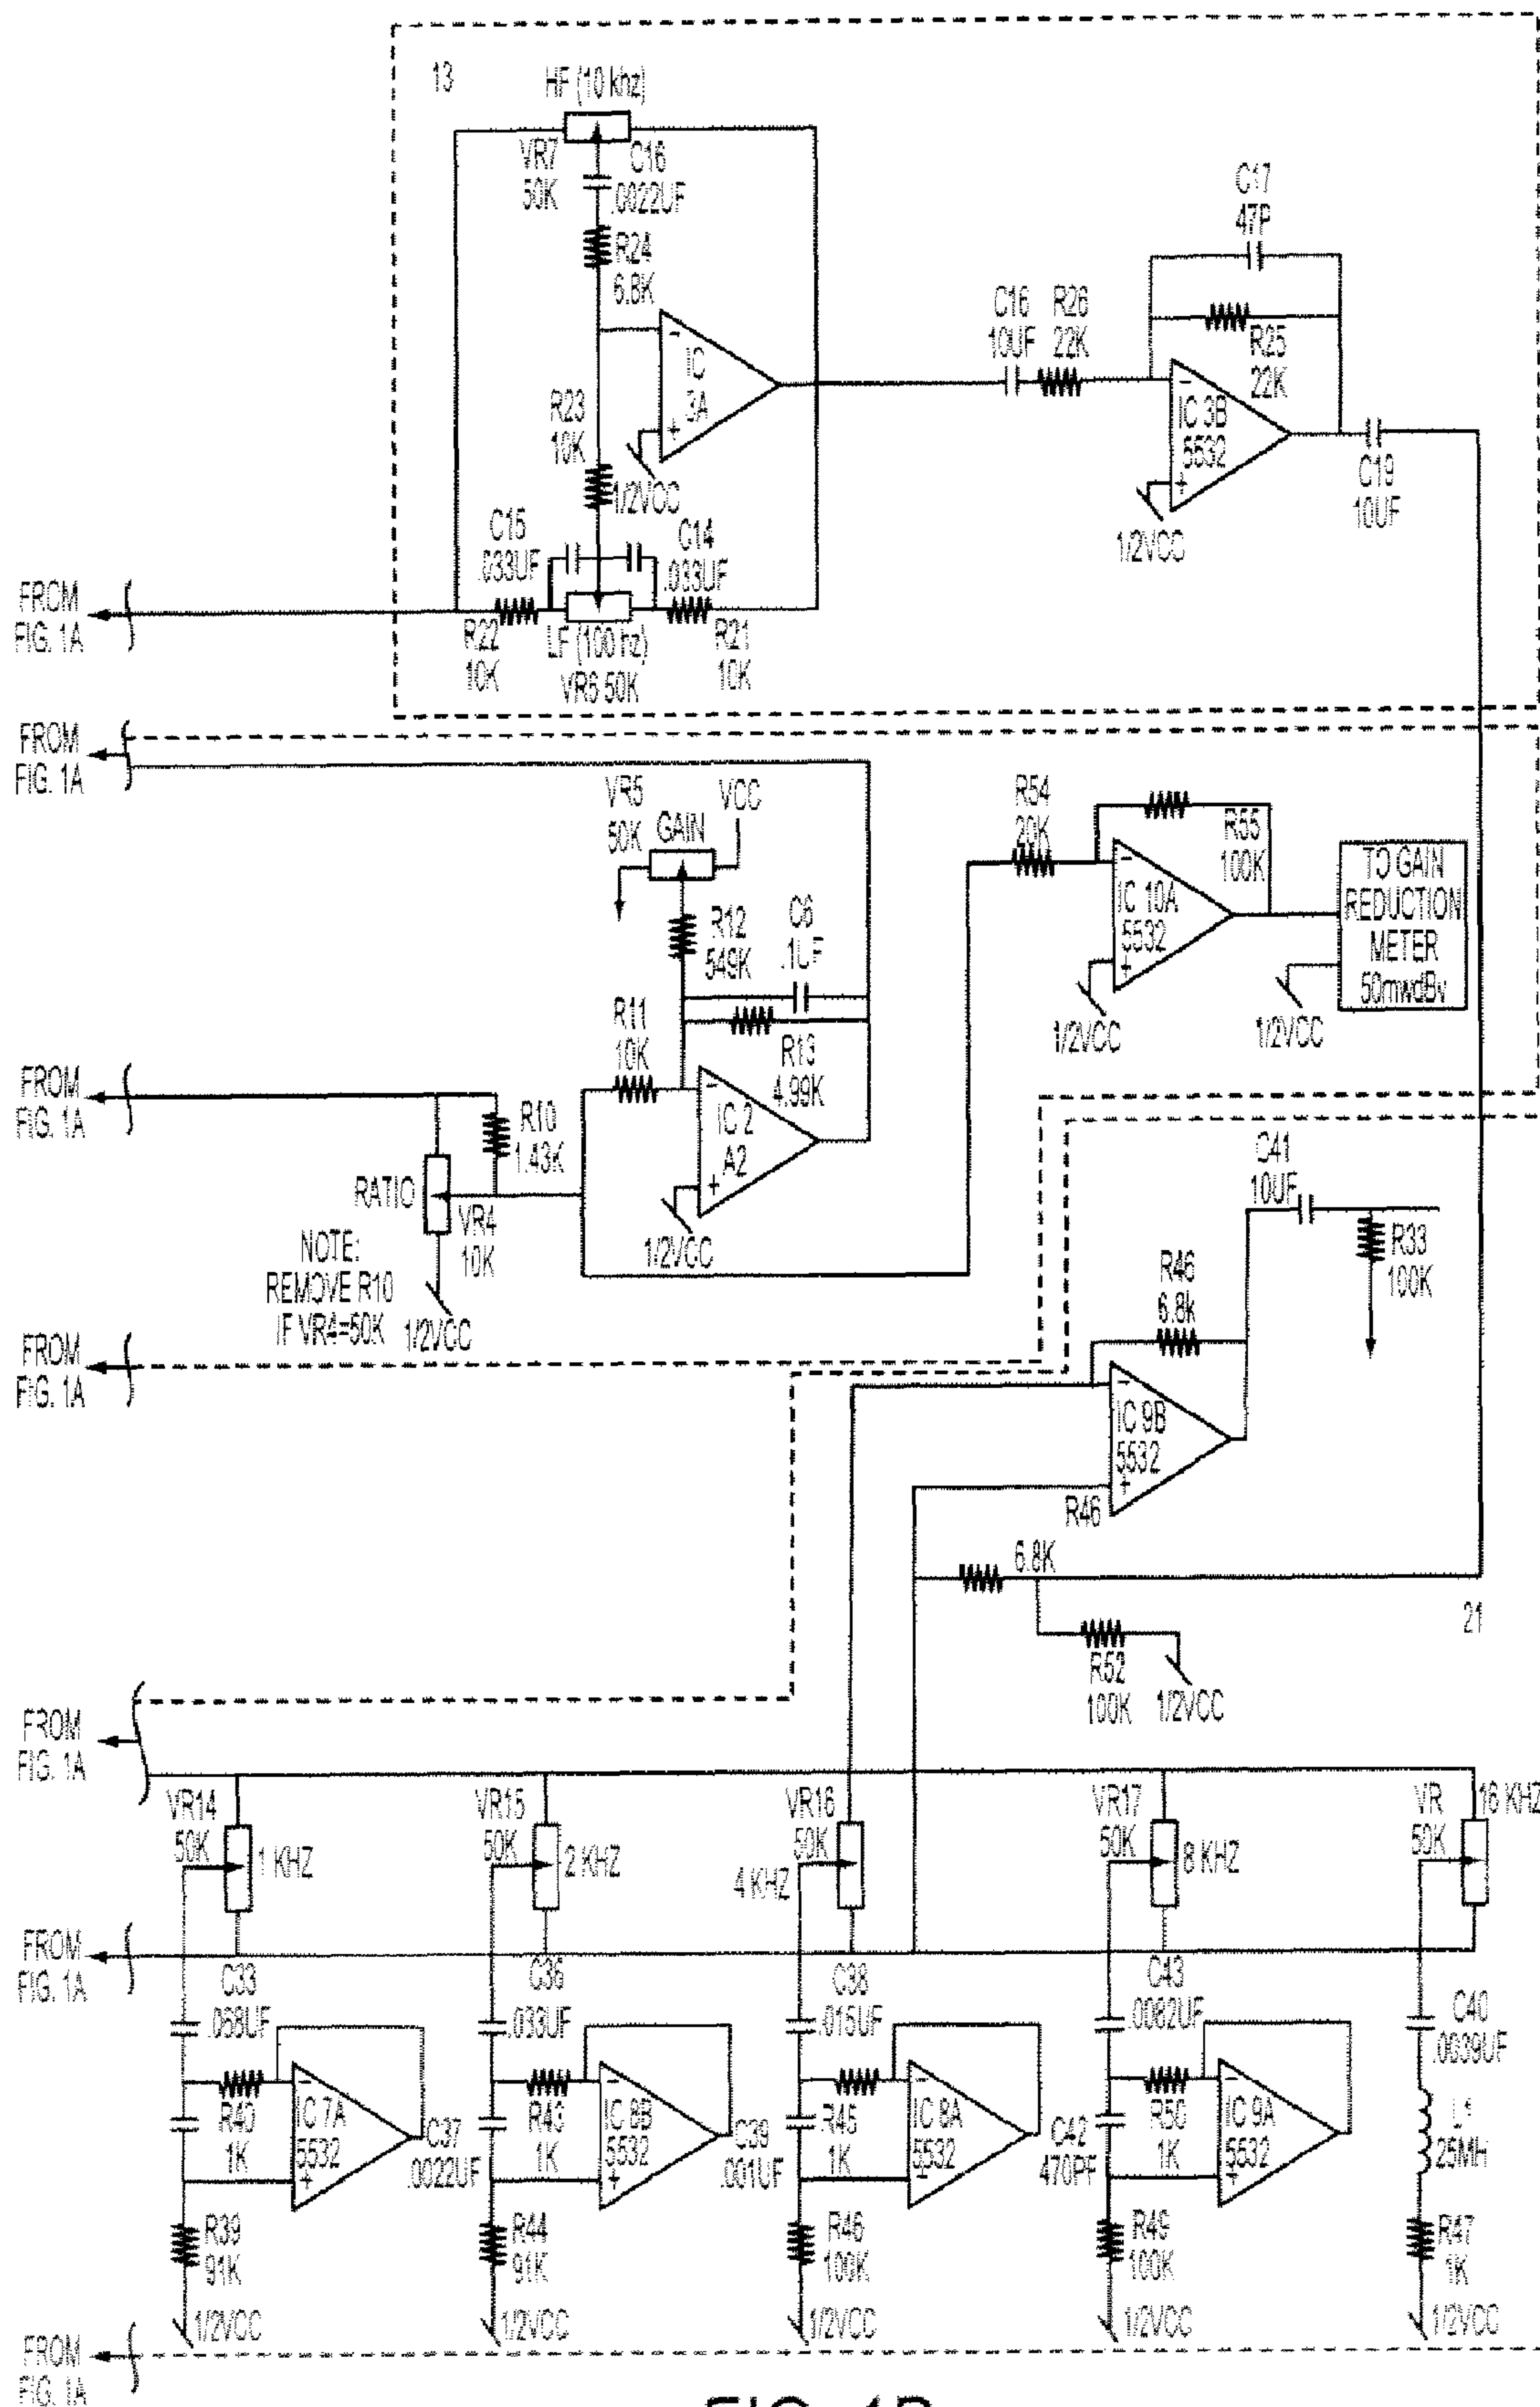 13
HF (10 khz)
VR7
50K
C16
.0022UF
R24
6.8K
IC
3A
-
+
R23
10K
1/2VCC
C15
.033UF
C14
.033UF
R22
10K
LF (100 hz)
VR6 50K
R21
10K
C16
10UF
R26
22K
C17
47P
R25
22K
-
IC 3B
5532
+
1/2VCC
C19
10UF
FROM
FIG. 1A
FROM
FIG. 1A
VR5
50K
GAIN
VCC
R12
549K
C6
.1UF
R11
10K
R13
4.99K
-
IC 2
A2
+
1/2VCC
R54
20K
R55
100K
-
IC 10A
5532
+
1/2VCC
TO GAIN
REDUCTION
METER
50mwdBv
1/2VCC
FROM
FIG. 1A
R10
1.43K
RATIO
VR4
10K
NOTE:
REMOVE R10
IF VR4=50K
1/2VCC
FROM
FIG. 1A
C41
10UF
R33
100K
R46
6.8k
-
IC 9B
5532
+
R46
6.8K
21
R52
100K
1/2VCC
FROM
FIG. 1A
VR14
50K
1 KHZ
VR15
50K
2 KHZ
VR16
50K
4 KHZ
VR17
50K
8 KHZ
VR
50K
16 KHZ
FROM
FIG. 1A
C33
.068UF
C36
.033UF
C38
.015UF
C43
.0082UF
C40
.0039UF
R40
1K
-
IC 7A
5532
+
C37
.0022UF
R43
1K
-
IC 8B
5532
+
C39
.001UF
R45
1K
-
IC 8A
5532
+
C42
470PF
R50
1K
-
IC 9A
5532
+
L1
25MH
R39
91K
R44
91K
R46
100K
R49
100K
R47
1K
1/2VCC
1/2VCC
1/2VCC
1/2VCC
1/2VCC
FROM
FIG. 1A
FIG. 1B